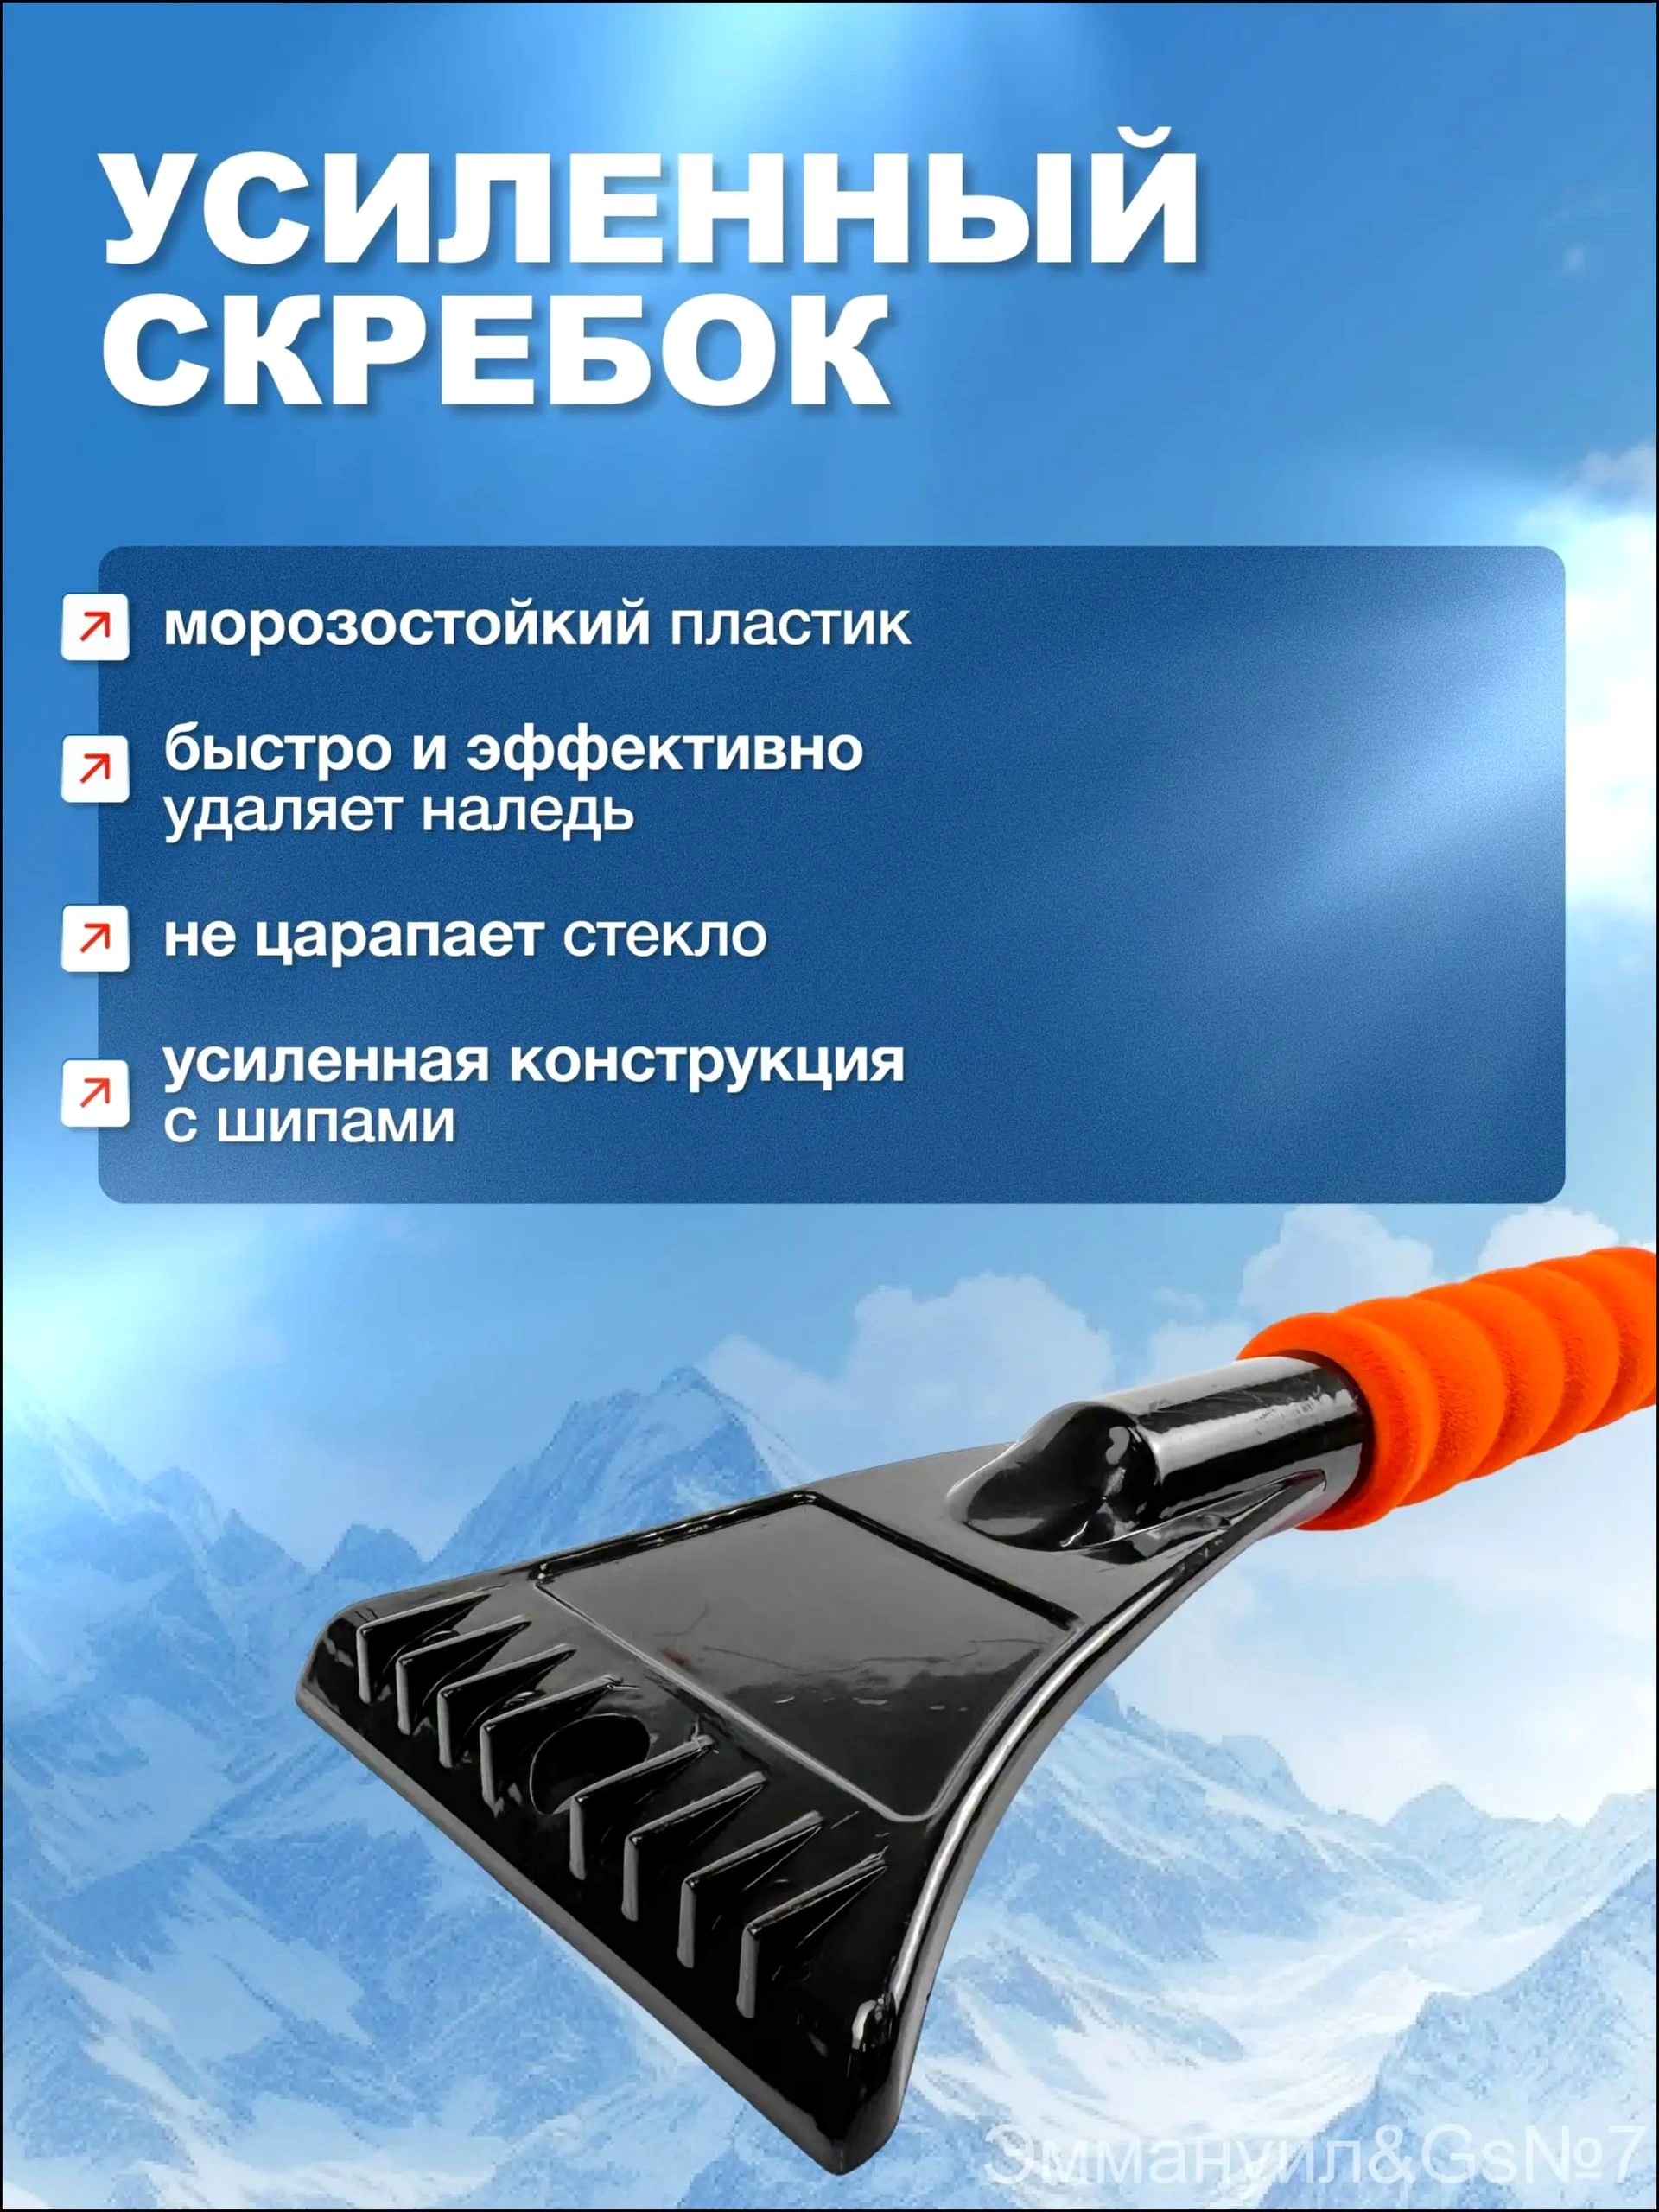 УСИЛЕННЫЙ
СКРЕБОК
морозостойкий пластик
быстро и эффективно
удаляет наледь
не царапает стекло
усиленная конструкция
с шипами
Эммануил&GsNº7